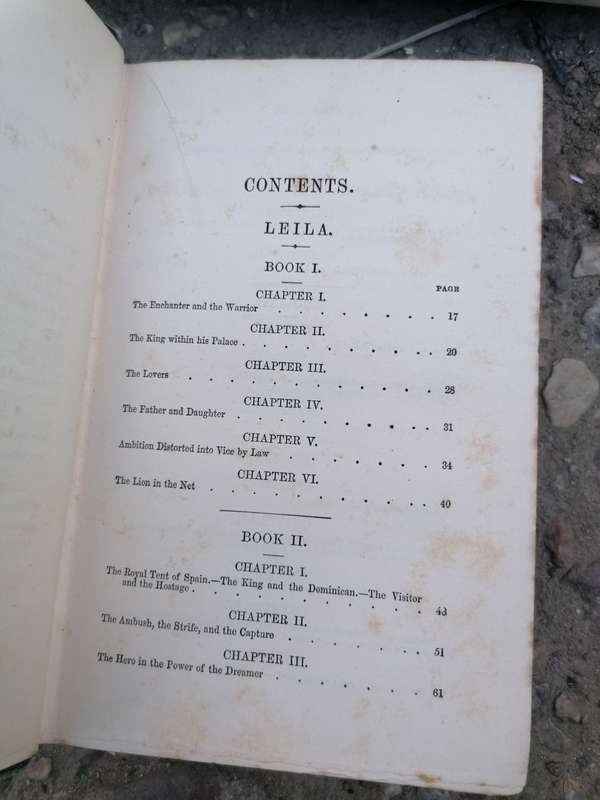 CONTENTS.
LEILA.
BOOK I.
PAGE
CHAPTER I.
The Enchanter and the Warrior . . . . . . . . 17
CHAPTER II.
The King within his Palace . . . . . . . . . . 20
CHAPTER III.
The Lovers . . . . . . . . . . . . 28
CHAPTER IV.
The Father and Daughter . . . . . . . . . . 31
CHAPTER V.
Ambition Distorted into Vice by Law . . . . . . . 34
CHAPTER VI.
The Lion in the Net . . . . . . . . . . 40
BOOK II.
CHAPTER I.
The Royal Tent of Spain.—The King and the Dominican.—The Visitor
and the Hostage . . . . . . . . . . . 43
CHAPTER II.
The Ambush, the Strife, and the Capture . . . . . . . 51
CHAPTER III.
The Hero in the Power of the Dreamer . . . . . . . 61